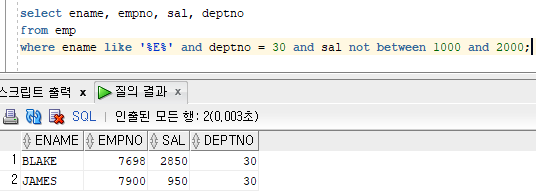 select ename, empno, sal, deptno
from emp
where ename like '%E%' and deptno = 30 and sal not between 1000 and 2000;
스크립트 출력 x 질의 결과 x
SQL | 인출된 모든 행: 2(0,003초)
ENAME EMPNO SAL DEPTNO
1 BLAKE 7698 2850 30
2 JAMES 7900 950 30